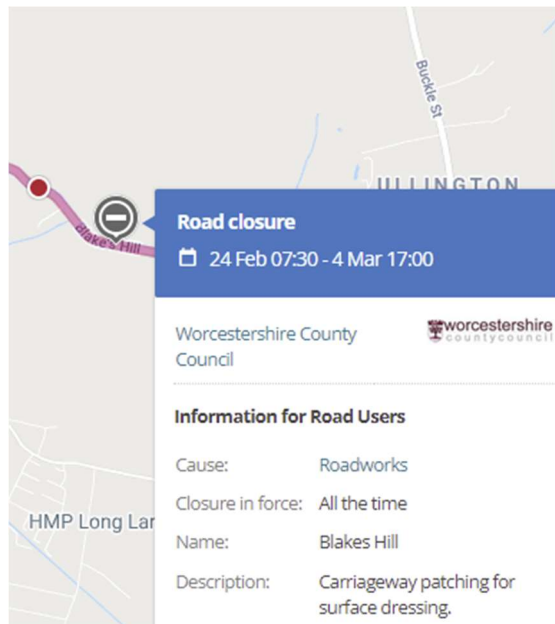 Buckle St
ULLINGTON
Blake's Hill
Road closure
24 Feb 07:30 - 4 Mar 17:00
Worcestershire County
Council
worcestershire
countycouncil
Information for Road Users
Cause: Roadworks
Closure in force: All the time
HMP Long Lar
Name: Blakes Hill
Description: Carriageway patching for
surface dressing.